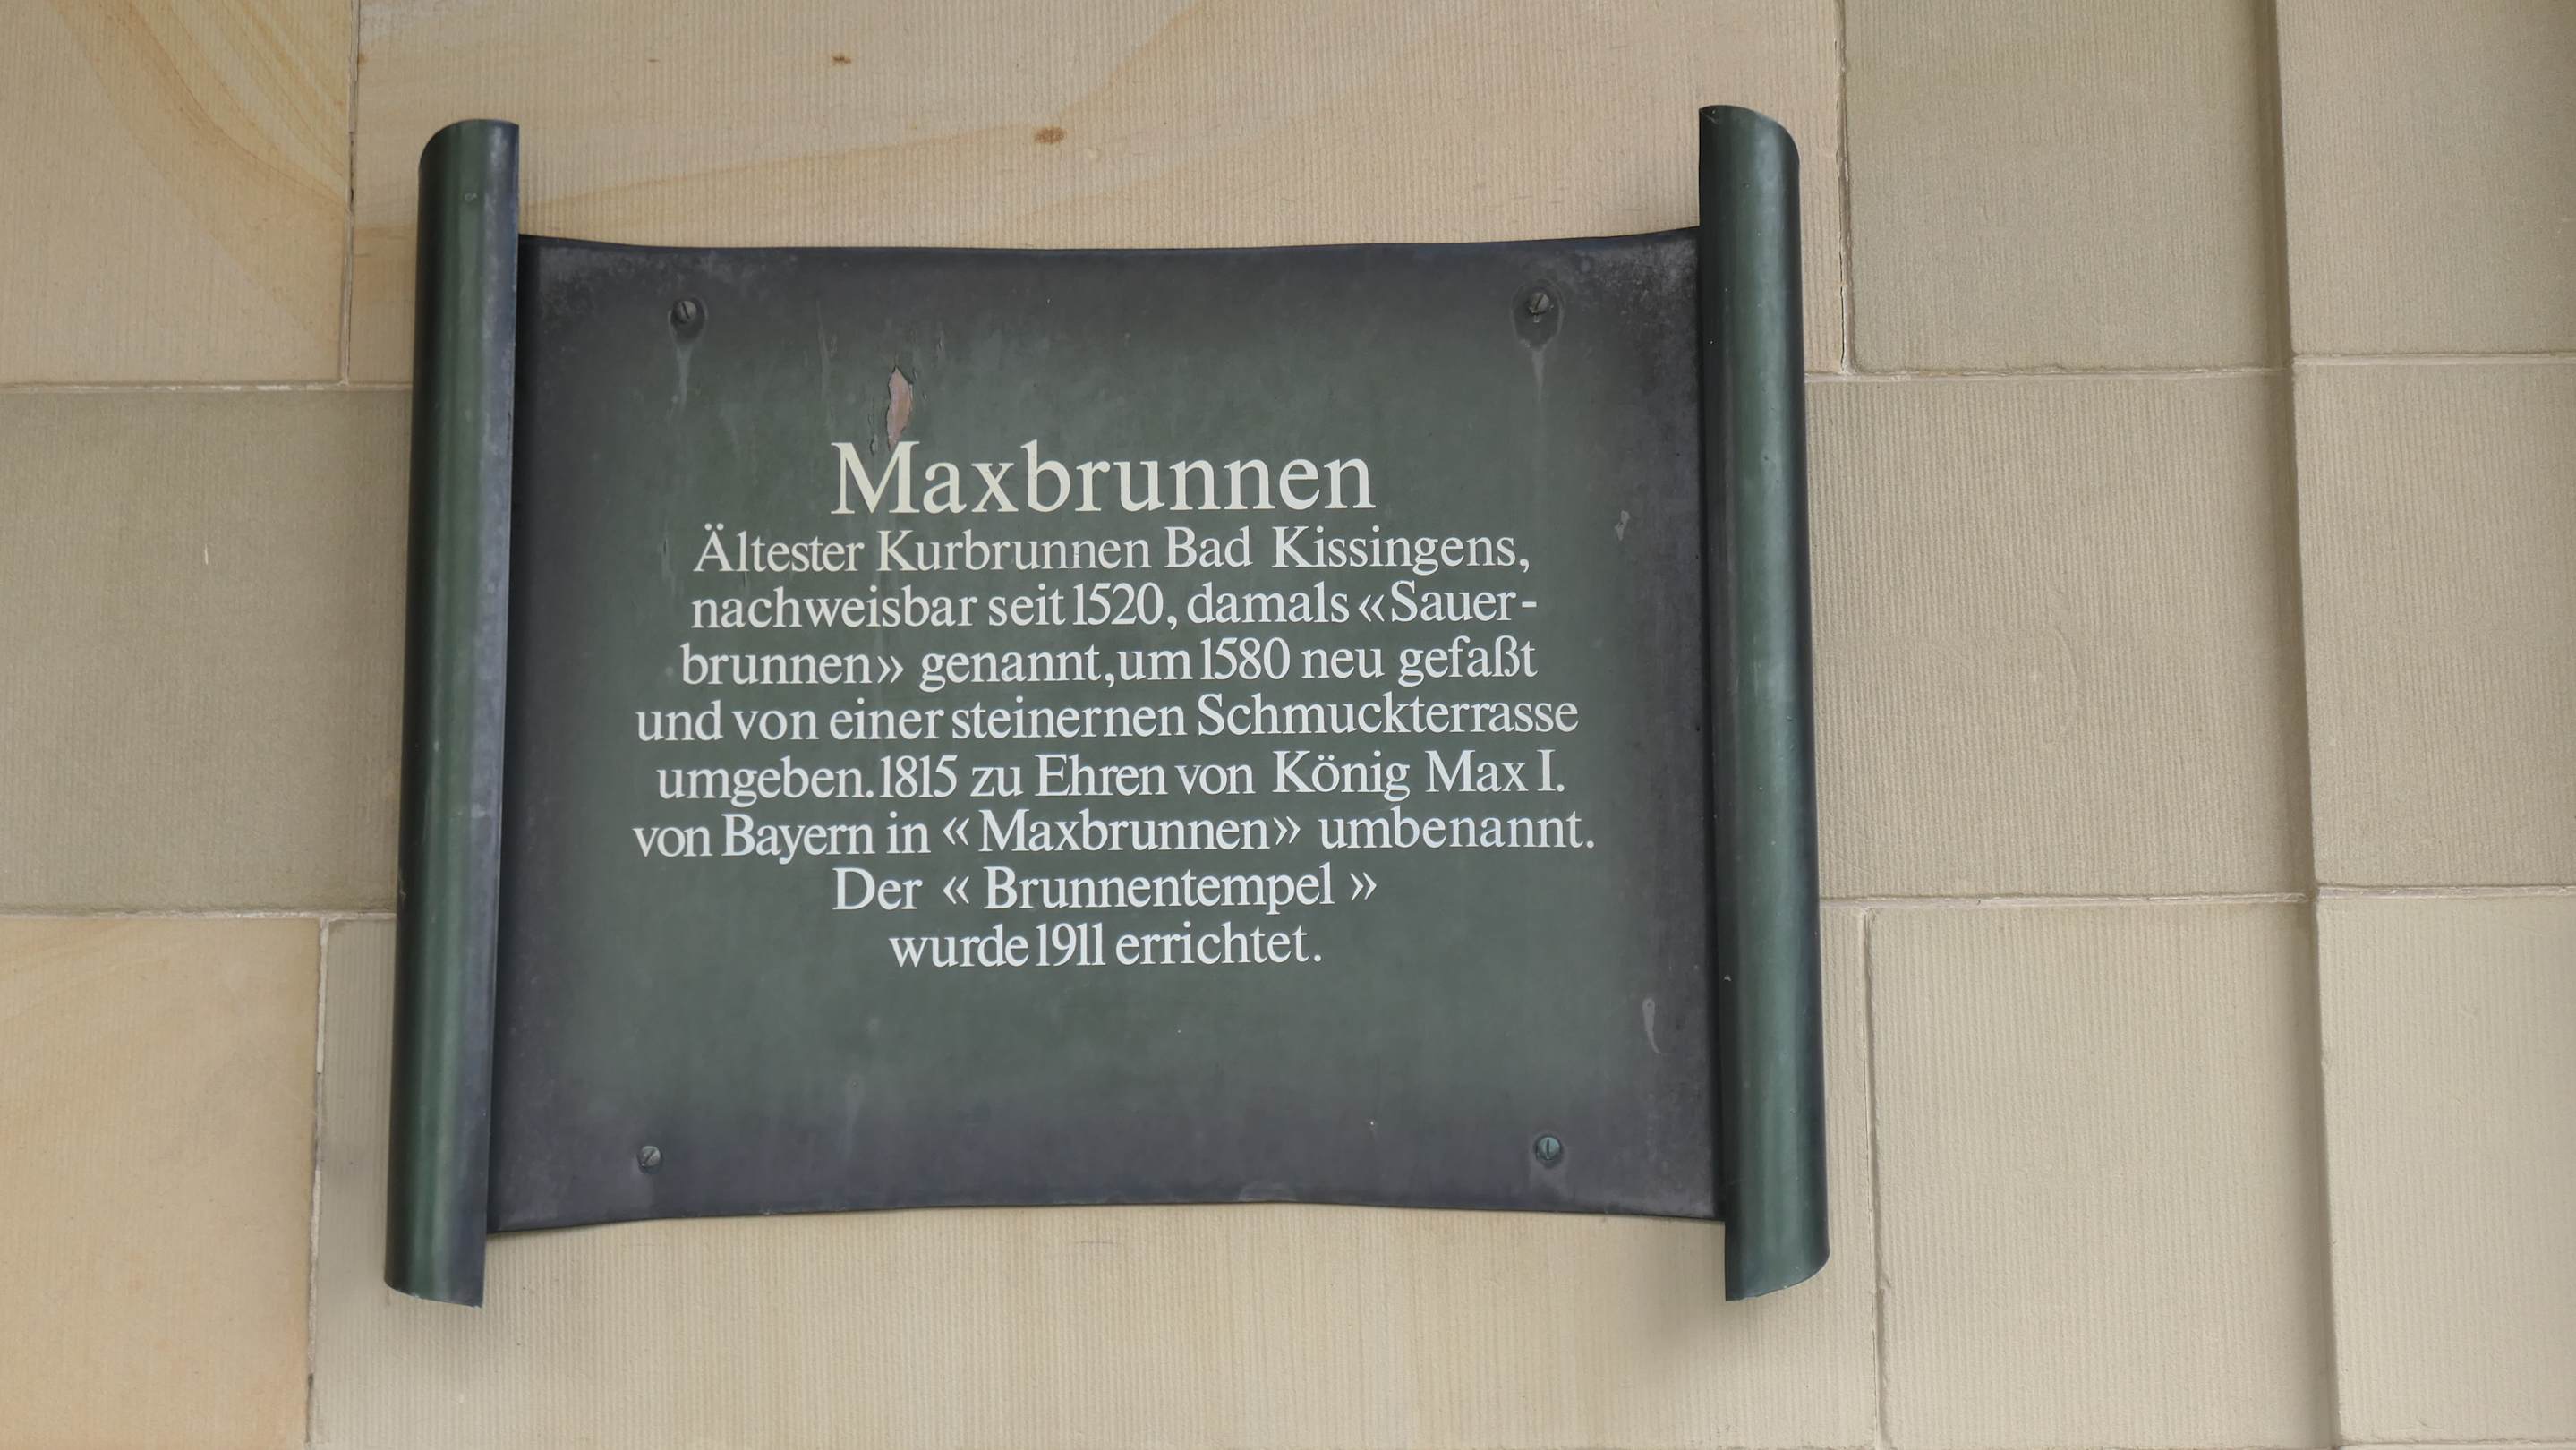 Maxbrunnen
Ältester Kurbrunnen Bad Kissingens,
nachweisbar seit 1520, damals «Sauer-
brunnen» genannt, um 1580 neu gefaßt
und von einer steinernen Schmuckterrasse
umgeben. 1815 zu Ehren von König Max I.
von Bayern in «Maxbrunnen» umbenannt.
Der «Brunnentempel»
wurde 1911 errichtet.